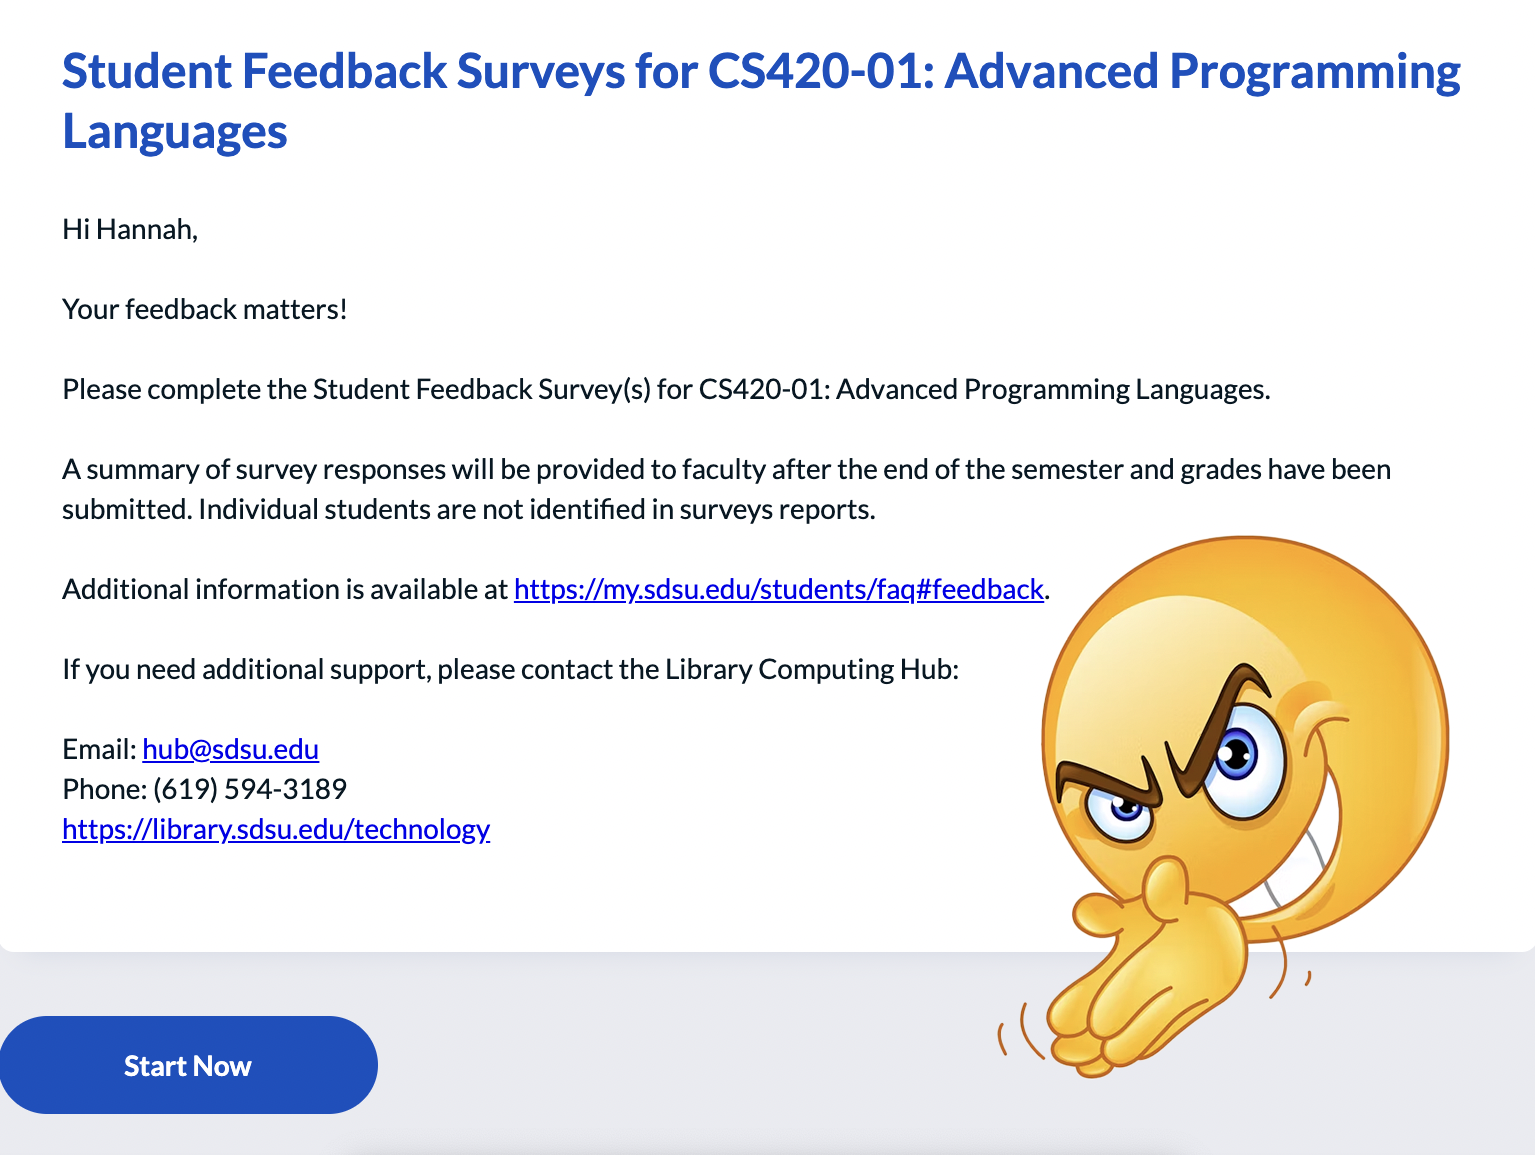 Student Feedback Surveys for CS420-01: Advanced Programming
Languages
Hi Hannah,
Your feedback matters!
Please complete the Student Feedback Survey(s) for CS420-01: Advanced Programming Languages.
A summary of survey responses will be provided to faculty after the end of the semester and grades have been
submitted. Individual students are not identified in surveys reports.
Additional information is available at https://my.sdsu.edu/students/faq#feedback.
If you need additional support, please contact the Library Computing Hub:
Email: hub@sdsu.edu
Phone: (619) 594-3189
https://library.sdsu.edu/technology
Start Now